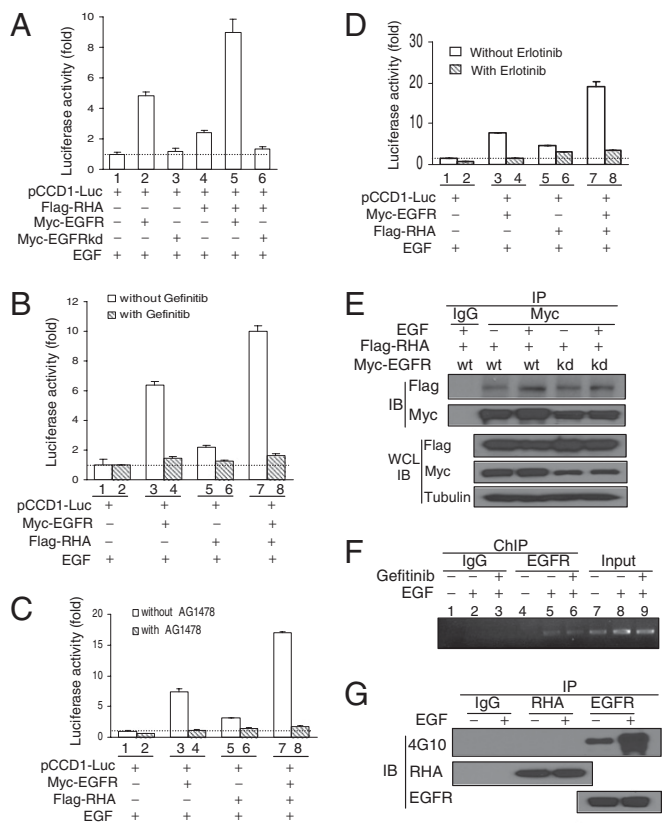 A
Luciferase activity (fold)
10
8
6
4
2
0
1 2 3 4 5 6
pCCD1-Luc + + + + + +
Flag-RHA – – – + + +
Myc-EGFR – + – – + –
Myc-EGFRkd – – + – – +
EGF + + + + + +
B
Luciferase activity (fold)
without Gefitinib
with Gefitinib
12
10
8
6
4
2
0
1 2 3 4 5 6 7 8
pCCD1-Luc + + + +
Myc-EGFR – + – +
Flag-RHA – – + +
EGF + + + +
C
Luciferase activity (fold)
without AG1478
with AG1478
20
15
10
5
0
1 2 3 4 5 6 7 8
pCCD1-Luc + + + +
Myc-EGFR – + – +
Flag-RHA – – + +
EGF + + + +
D
Luciferase activity (fold)
Without Erlotinib
With Erlotinib
30
20
10
0
1 2 3 4 5 6 7 8
pCCD1-Luc + + + +
Myc-EGFR – + – +
Flag-RHA – – + +
EGF + + + +
E
IP
IgG Myc
EGF + – + – +
Flag-RHA + + + + +
Myc-EGFR wt wt wt kd kd
IB
Flag
Myc
WCL
IB
Flag
Myc
Tubulin
F
ChIP
IgG EGFR Input
Gefitinib – – + – – + – – +
EGF – + + – + + – + +
1 2 3 4 5 6 7 8 9
G
IP
IgG RHA EGFR
EGF – + – + – +
IB
4G10
RHA
EGFR